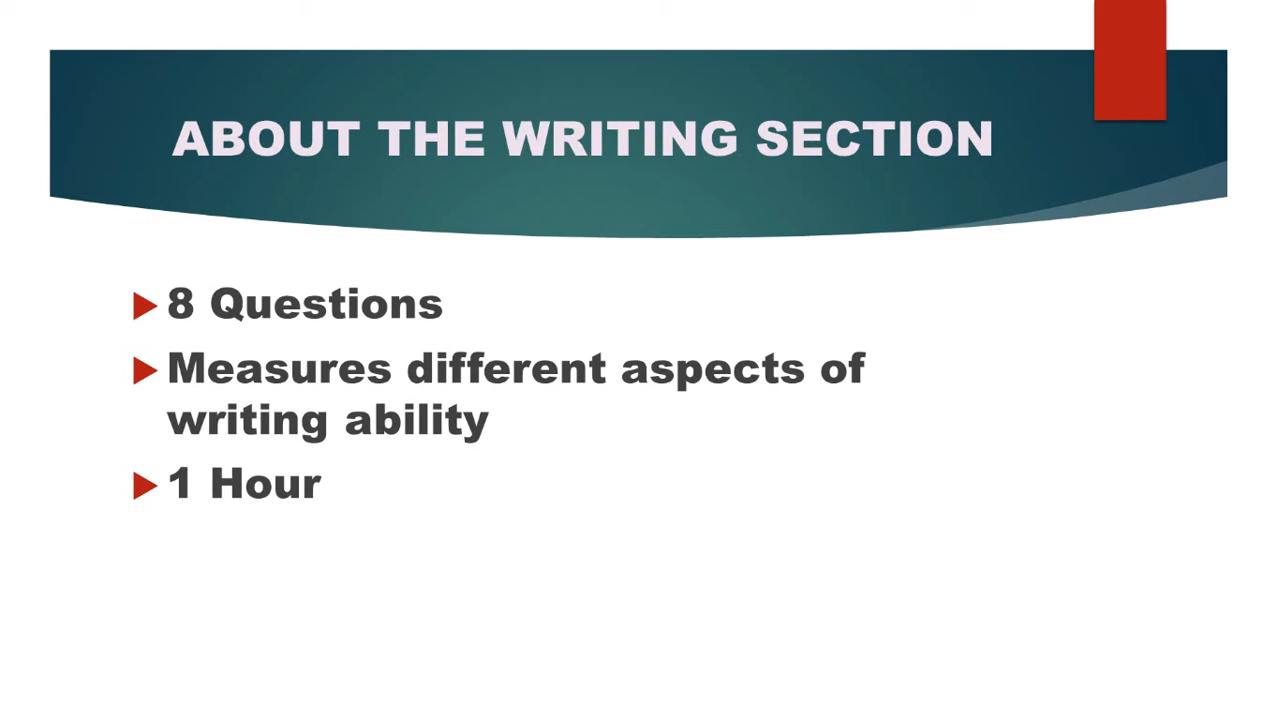 ABOUT THE WRITING SECTION
8 Questions
Measures different aspects of
writing ability
1 Hour